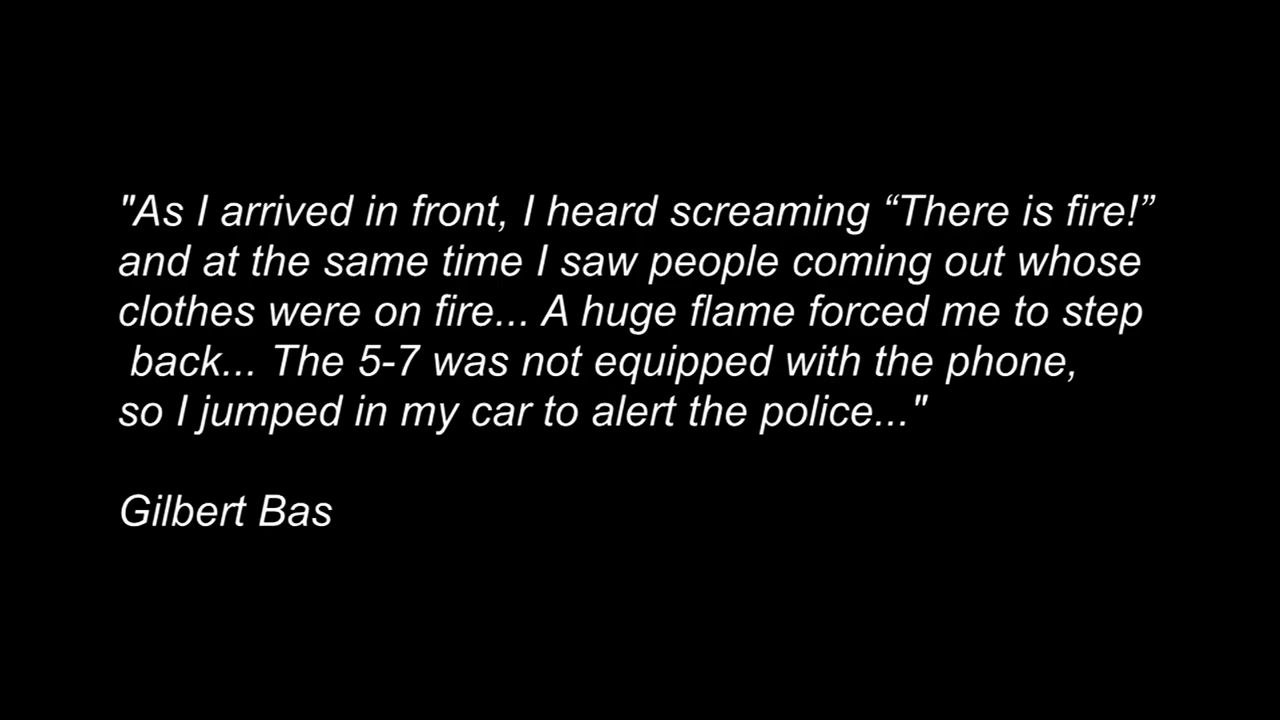 "As I arrived in front, I heard screaming “There is fire!”
and at the same time I saw people coming out whose
clothes were on fire... A huge flame forced me to step
back... The 5-7 was not equipped with the phone,
so I jumped in my car to alert the police..."
Gilbert Bas